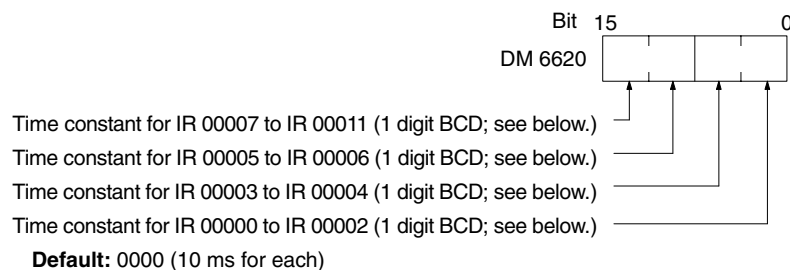 Bit 15 0
DM 6620
Time constant for IR 00007 to IR 00011 (1 digit BCD; see below.)
Time constant for IR 00005 to IR 00006 (1 digit BCD; see below.)
Time constant for IR 00003 to IR 00004 (1 digit BCD; see below.)
Time constant for IR 00000 to IR 00002 (1 digit BCD; see below.)
Default: 0000 (10 ms for each)